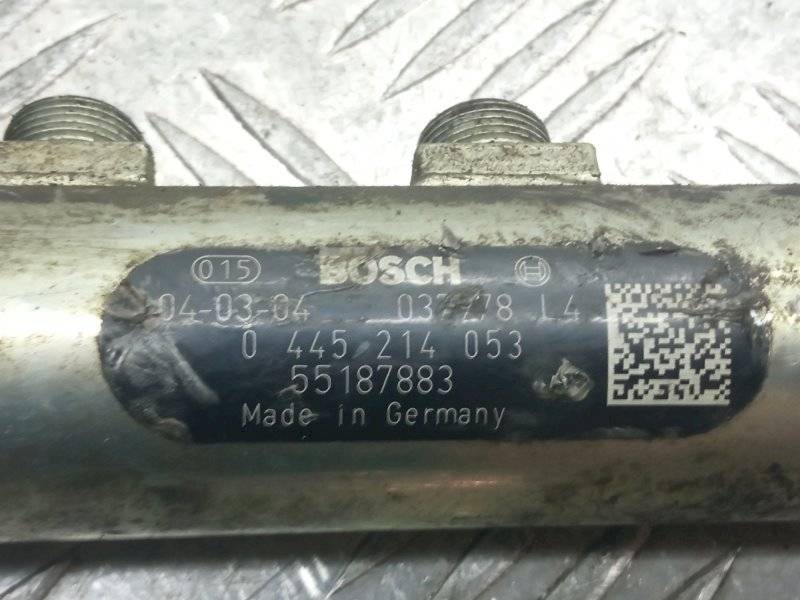 015 BOSCH
04-03-04 L4
0 445 214 053
55187883
Made in Germany